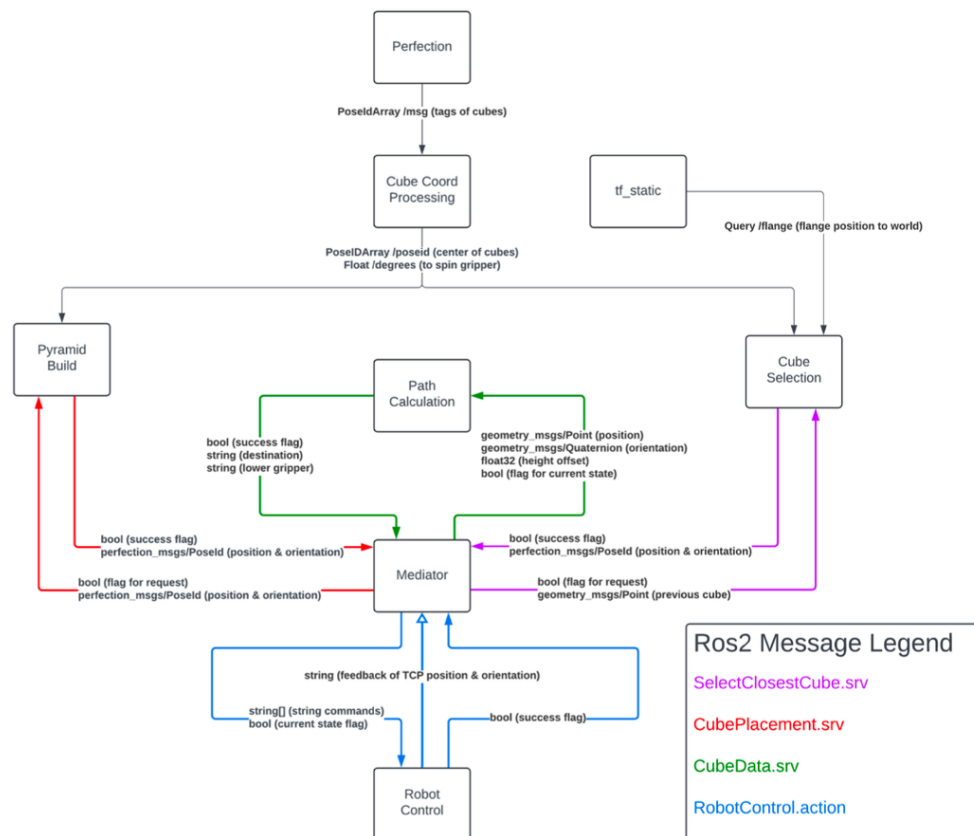 Perfection
PoseIdArray /msg (tags of cubes)
Cube Coord
Processing
tf_static
Query /flange (flange position to world)
PoseIDArray /poseid (center of cubes)
Float /degrees (to spin gripper)
Pyramid
Build
Path
Calculation
Cube
Selection
bool (success flag)
string (destination)
string (lower gripper)
geometry_msgs/Point (position)
geometry_msgs/Quaternion (orientation)
float32 (height offset)
bool (flag for current state)
bool (success flag)
perfection_msgs/PoseId (position & orientation)
bool (flag for request)
perfection_msgs/PoseId (position & orientation)
Mediator
bool (success flag)
perfection_msgs/PoseId (position & orientation)
bool (flag for request)
geometry_msgs/Point (previous cube)
string (feedback of TCP position & orientation)
string[] (string commands)
bool (current state flag)
bool (success flag)
Robot
Control
Ros2 Message Legend
SelectClosestCube.srv
CubePlacement.srv
CubeData.srv
RobotControl.action